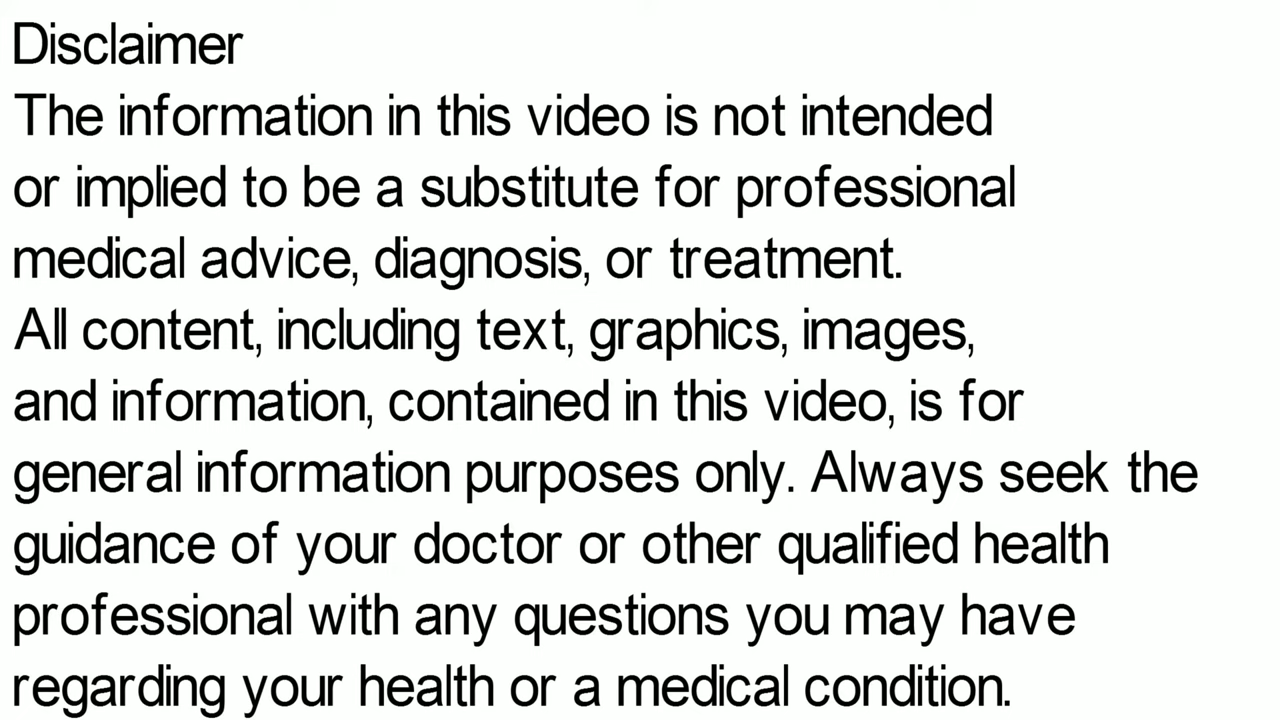 Disclaimer
The information in this video is not intended
or implied to be a substitute for professional
medical advice, diagnosis, or treatment.
All content, including text, graphics, images,
and information, contained in this video, is for
general information purposes only. Always seek the
guidance of your doctor or other qualified health
professional with any questions you may have
regarding your health or a medical condition.